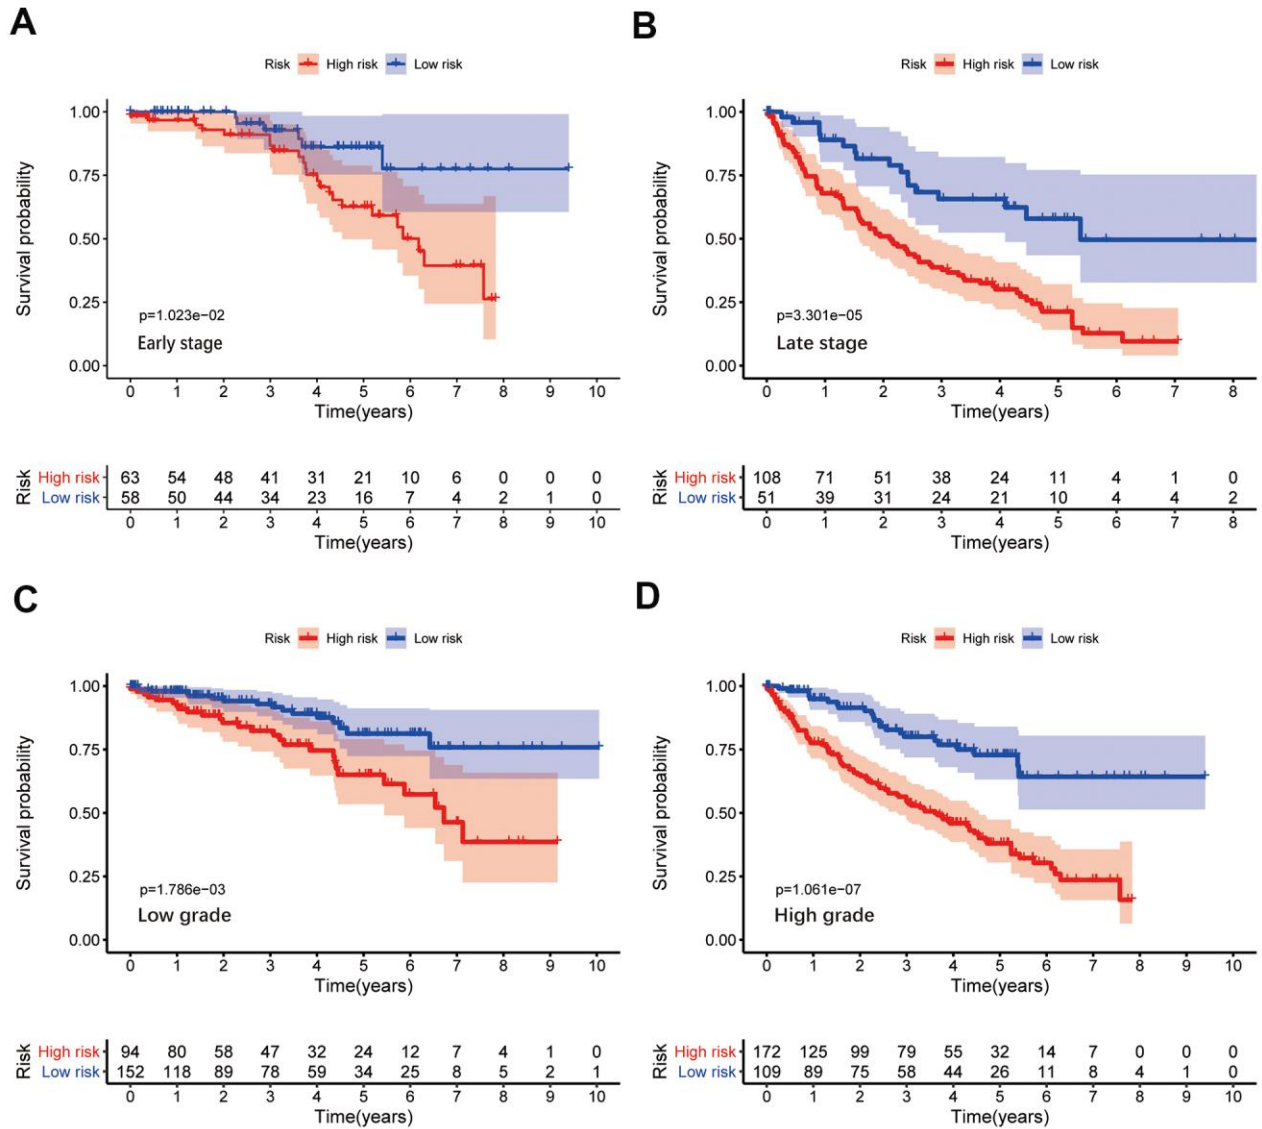 A
Risk High risk Low risk
1.00
0.75
0.50
0.25
0.00
Survival probability
p=1.023e−02
Early stage
0 1 2 3 4 5 6 7 8 9 10
Time(years)
Risk
High risk 63 54 48 41 31 21 10 6 0 0 0
Low risk 58 50 44 34 23 16 7 4 2 1 0
0 1 2 3 4 5 6 7 8 9 10
Time(years)
B
Risk High risk Low risk
1.00
0.75
0.50
0.25
0.00
Survival probability
p=3.301e−05
Late stage
0 1 2 3 4 5 6 7 8
Time(years)
Risk
High risk 108 71 51 38 24 11 4 1 0
Low risk 51 39 31 24 21 10 4 4 2
0 1 2 3 4 5 6 7 8
Time(years)
C
Risk High risk Low risk
1.00
0.75
0.50
0.25
0.00
Survival probability
p=1.786e−03
Low grade
0 1 2 3 4 5 6 7 8 9 10
Time(years)
Risk
High risk 94 80 58 47 32 24 12 7 4 1 0
Low risk 152 118 89 78 59 34 25 8 5 2 1
0 1 2 3 4 5 6 7 8 9 10
Time(years)
D
Risk High risk Low risk
1.00
0.75
0.50
0.25
0.00
Survival probability
p=1.061e−07
High grade
0 1 2 3 4 5 6 7 8 9 10
Time(years)
Risk
High risk 172 125 99 79 55 32 14 7 0 0 0
Low risk 109 89 75 58 44 26 11 8 4 1 0
0 1 2 3 4 5 6 7 8 9 10
Time(years)